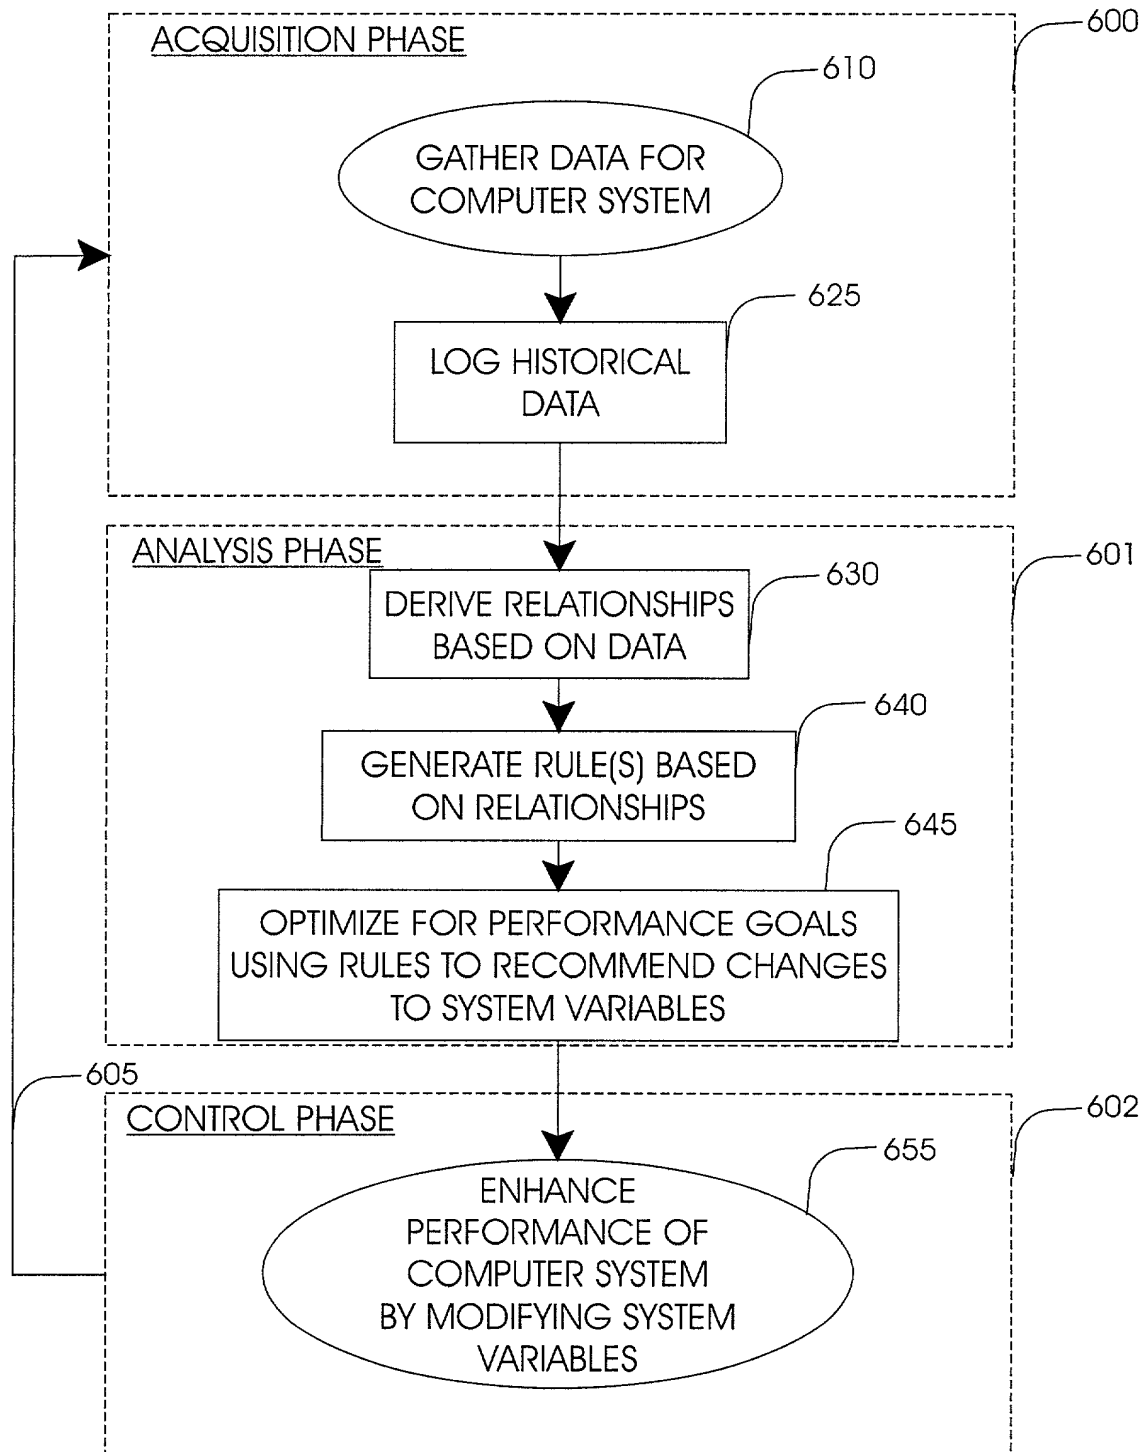 ACQUISITION PHASE
600
610
GATHER DATA FOR
COMPUTER SYSTEM
625
LOG HISTORICAL
DATA
ANALYSIS PHASE
601
630
DERIVE RELATIONSHIPS
BASED ON DATA
640
GENERATE RULE(S) BASED
ON RELATIONSHIPS
645
OPTIMIZE FOR PERFORMANCE GOALS
USING RULES TO RECOMMEND CHANGES
TO SYSTEM VARIABLES
605
CONTROL PHASE
602
655
ENHANCE
PERFORMANCE OF
COMPUTER SYSTEM
BY MODIFYING SYSTEM
VARIABLES